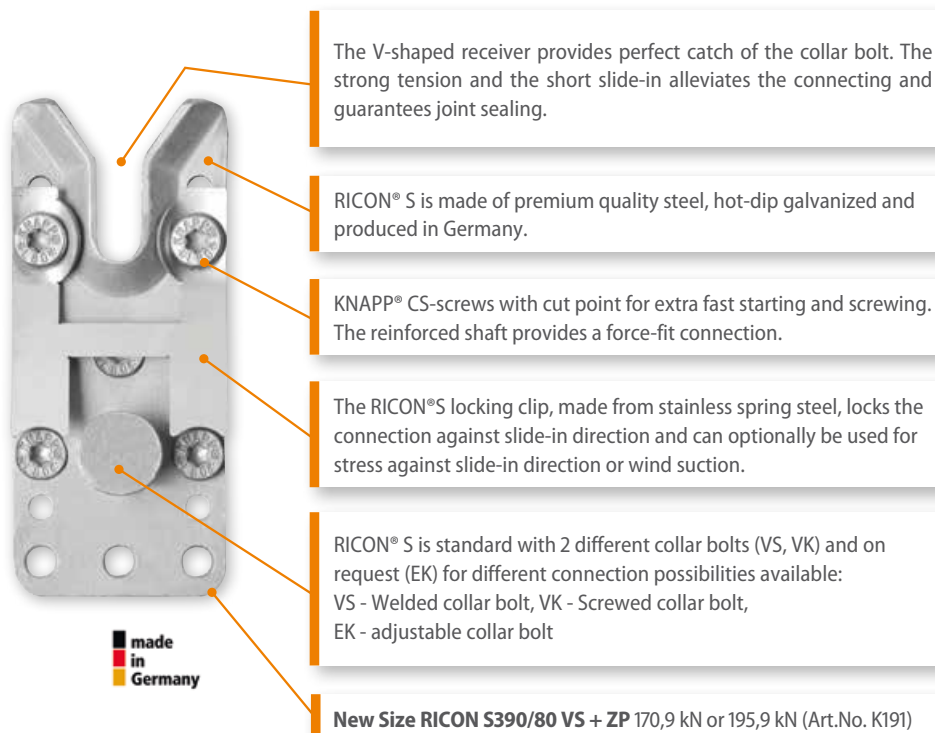 The V-shaped receiver provides perfect catch of the collar bolt. The
strong tension and the short slide-in alleviates the connecting and
guarantees joint sealing.
RICON® S is made of premium quality steel, hot-dip galvanized and
produced in Germany.
KNAPP® CS-screws with cut point for extra fast starting and screwing.
The reinforced shaft provides a force-fit connection.
The RICON®S locking clip, made from stainless spring steel, locks the
connection against slide-in direction and can optionally be used for
stress against slide-in direction or wind suction.
RICON® S is standard with 2 different collar bolts (VS, VK) and on
request (EK) for different connection possibilities available:
VS - Welded collar bolt, VK - Screwed collar bolt,
EK - adjustable collar bolt
made
in
Germany
New Size RICON S390/80 VS + ZP 170,9 kN or 195,9 kN (Art.No. K191)